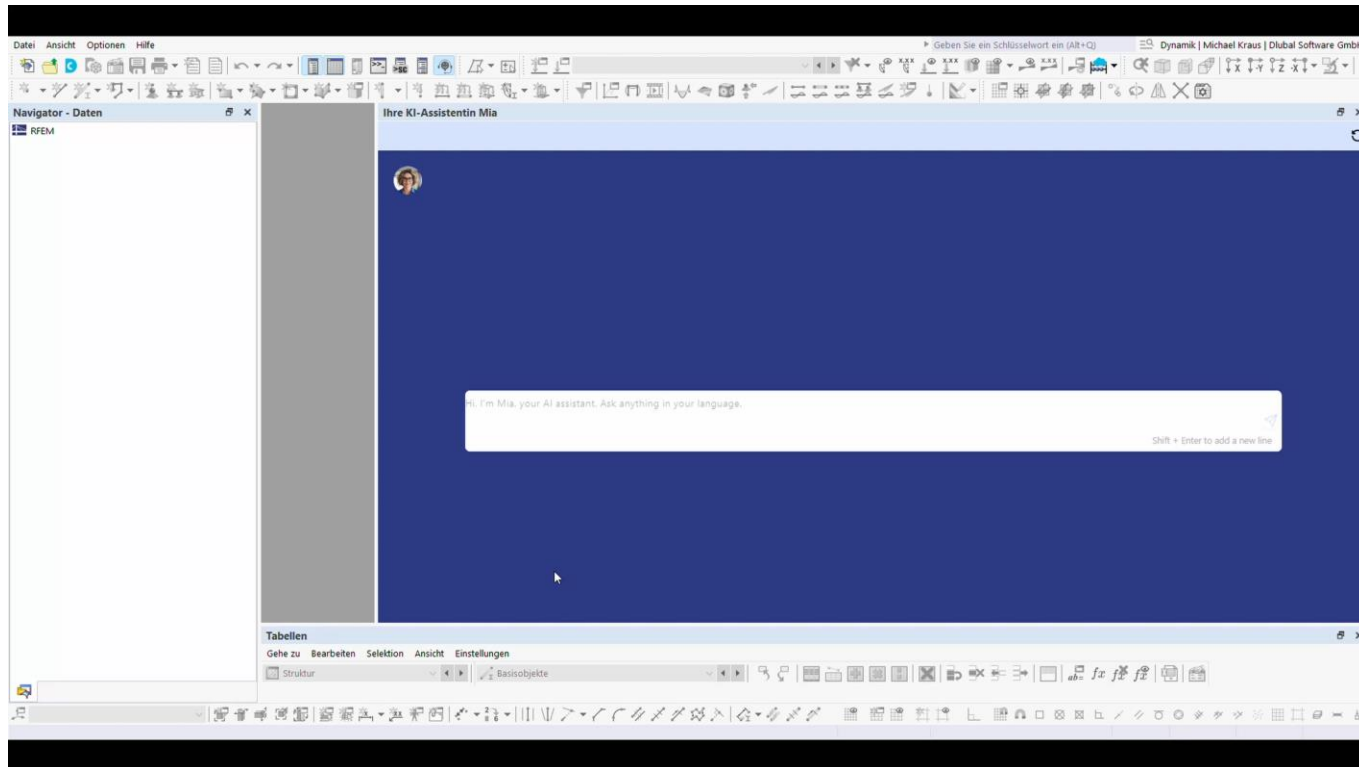 Datei Ansicht Optionen Hilfe
Geben Sie ein Schlüsselwort ein (Alt+Q)
Dynamik | Michael Kraus | Dlubal Software GmbH
Navigator - Daten
Ihre KI-Assistentin Mia
RFEM
Hi. I'm Mia, your AI assistant. Ask anything in your language.
Shift + Enter to add a new line
Tabellen
Gehe zu Bearbeiten Selektion Ansicht Einstellungen
Struktur
Basisobjekte